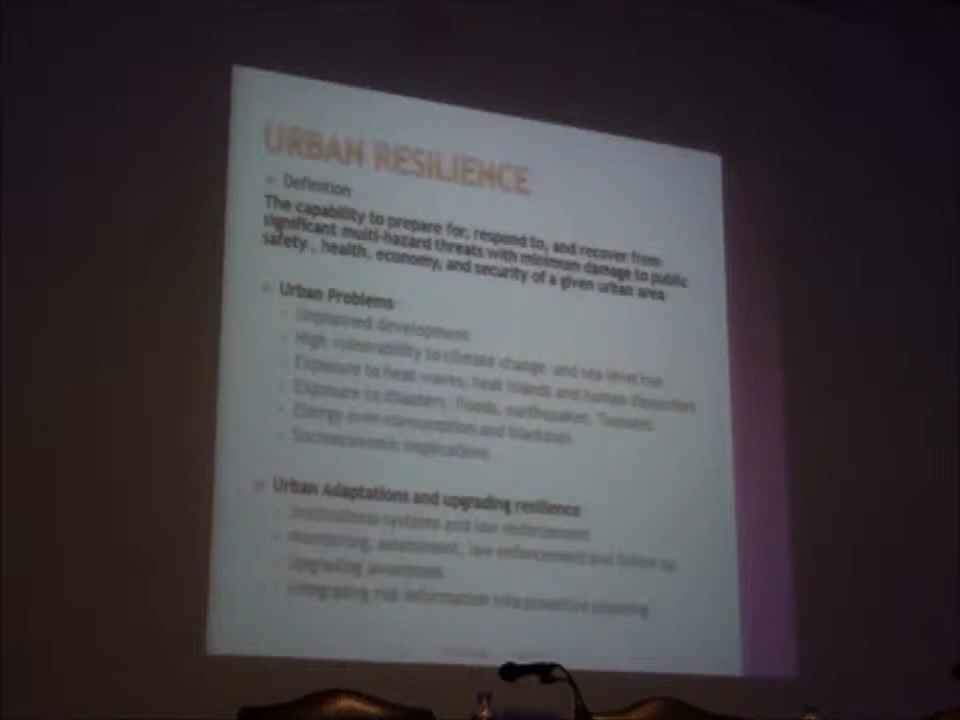 URBAN RESILIENCE
Definition
The capability to prepare for, respond to, and recover from
significant multi-hazard threats with minimum damage to public
safety , health, economy, and security of a given urban area
Urban Problems
Unplanned development
High vulnerability to climate change and sea level rise
Exposure to heat waves, heat islands and human discomfort
Exposure to disasters: Floods, earthquakes, Tsunamis
Energy over-consumption and blackouts
Socioeconomic implications
Urban Adaptations and upgrading resilience
Institutional systems and law enforcement
Monitoring, assessment, law enforcement and follow up
Upgrading awareness
Integrating risk information into proactive planning